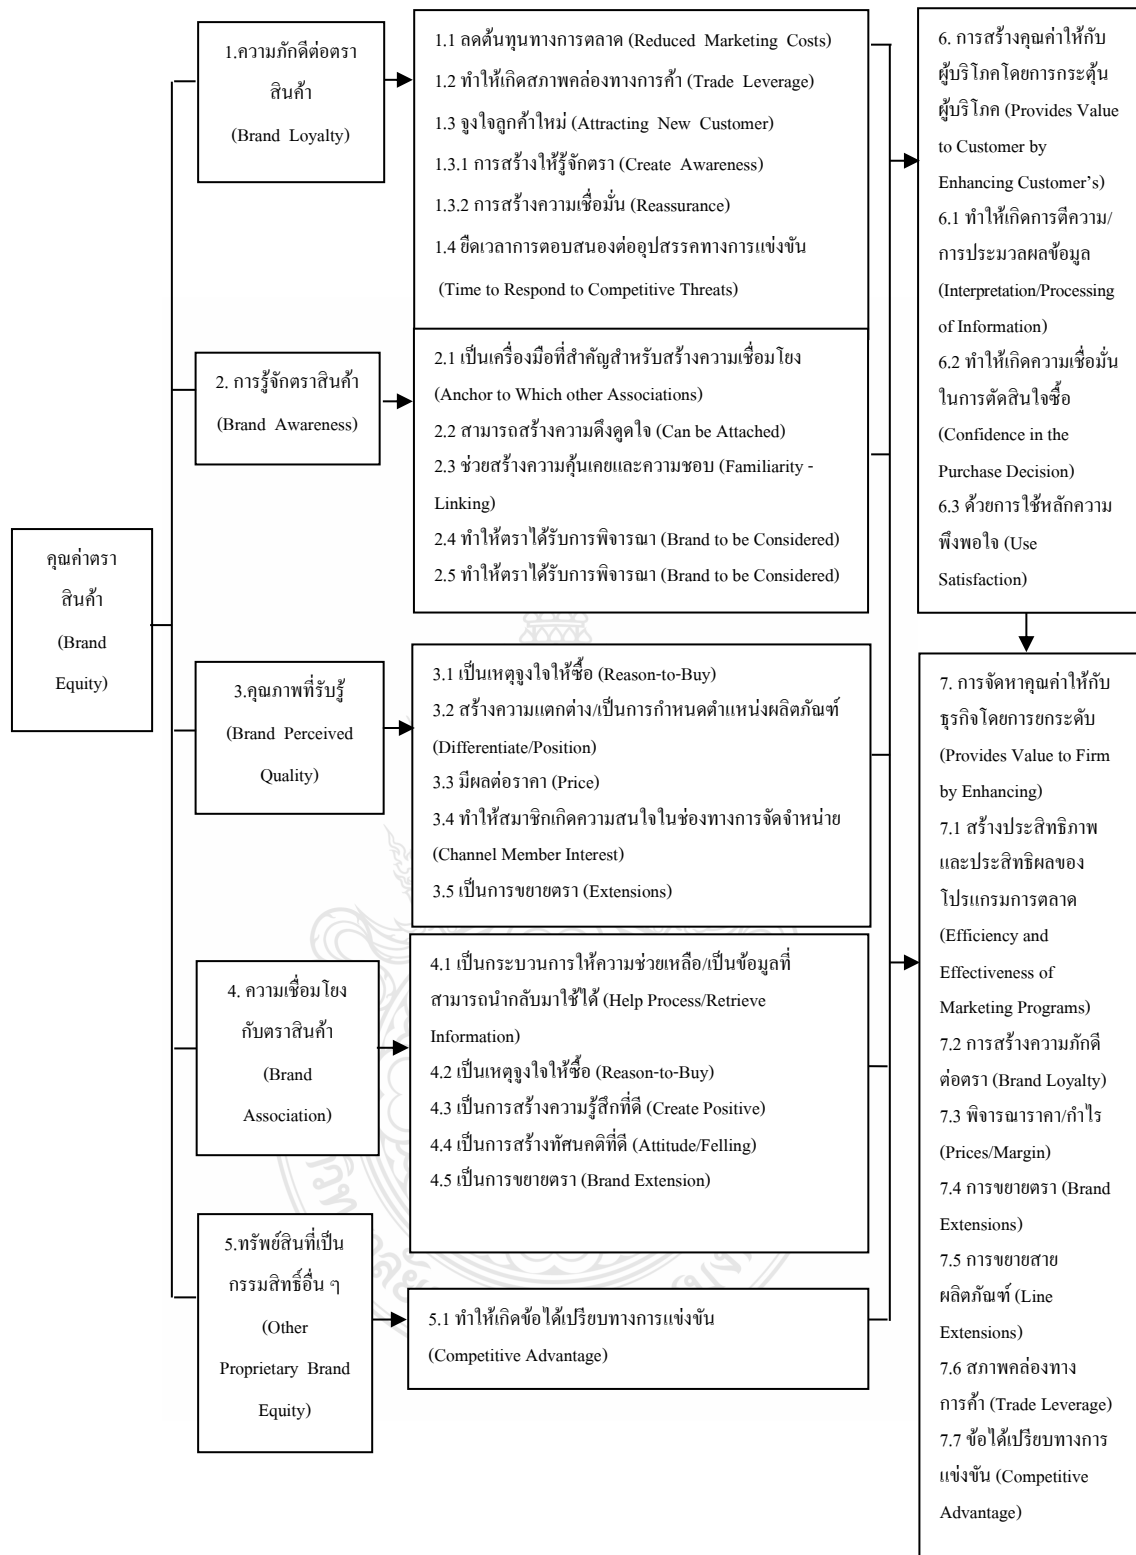 คุณค่าตรา
สินค้า
(Brand
Equity)
1.ความภักดีต่อตรา
สินค้า
(Brand Loyalty)
1.1 ลดต้นทุนทางการตลาด (Reduced Marketing Costs)
1.2 ทำให้เกิดสภาพคล่องทางการค้า (Trade Leverage)
1.3 จูงใจลูกค้าใหม่ (Attracting New Customer)
1.3.1 การสร้างให้รู้จักตรา (Create Awareness)
1.3.2 การสร้างความเชื่อมั่น (Reassurance)
1.4 ยืดเวลาการตอบสนองต่ออุปสรรคทางการแข่งขัน
(Time to Respond to Competitive Threats)
2. การรู้จักตราสินค้า
(Brand Awareness)
2.1 เป็นเครื่องมือที่สำคัญสำหรับสร้างความเชื่อมโยง
(Anchor to Which other Associations)
2.2 สามารถสร้างความดึงดูดใจ (Can be Attached)
2.3 ช่วยสร้างความคุ้นเคยและความชอบ (Familiarity -
Linking)
2.4 ทำให้ตราได้รับการพิจารณา (Brand to be Considered)
2.5 ทำให้ตราได้รับการพิจารณา (Brand to be Considered)
3.คุณภาพที่รับรู้
(Brand Perceived
Quality)
3.1 เป็นเหตุจูงใจให้ซื้อ (Reason-to-Buy)
3.2 สร้างความแตกต่าง/เป็นการกำหนดตำแหน่งผลิตภัณฑ์
(Differentiate/Position)
3.3 มีผลต่อราคา (Price)
3.4 ทำให้สมาชิกเกิดความสนใจในช่องทางการจัดจำหน่าย
(Channel Member Interest)
3.5 เป็นการขยายตรา (Extensions)
4. ความเชื่อมโยง
กับตราสินค้า
(Brand
Association)
4.1 เป็นกระบวนการให้ความช่วยเหลือ/เป็นข้อมูลที่
สามารถนำกลับมาใช้ได้ (Help Process/Retrieve
Information)
4.2 เป็นเหตุจูงใจให้ซื้อ (Reason-to-Buy)
4.3 เป็นการสร้างความรู้สึกที่ดี (Create Positive)
4.4 เป็นการสร้างทัศนคติที่ดี (Attitude/Felling)
4.5 เป็นการขยายตรา (Brand Extension)
5.ทรัพย์สินที่เป็น
กรรมสิทธิ์อื่น ๆ
(Other
Proprietary Brand
Equity)
5.1 ทำให้เกิดข้อได้เปรียบทางการแข่งขัน
(Competitive Advantage)
6. การสร้างคุณค่าให้กับ
ผู้บริโภคโดยการกระตุ้น
ผู้บริโภค (Provides Value
to Customer by
Enhancing Customer's)
6.1 ทำให้เกิดการตีความ/
การประมวลผลข้อมูล
(Interpretation/Processing
of Information)
6.2 ทำให้เกิดความเชื่อมั่น
ในการตัดสินใจซื้อ
(Confidence in the
Purchase Decision)
6.3 ด้วยการใช้หลักความ
พึงพอใจ (Use
Satisfaction)
7. การจัดหาคุณค่าให้กับ
ธุรกิจโดยการยกระดับ
(Provides Value to Firm
by Enhancing)
7.1 สร้างประสิทธิภาพ
และประสิทธิผลของ
โปรแกรมการตลาด
(Efficiency and
Effectiveness of
Marketing Programs)
7.2 การสร้างความภักดี
ต่อตรา (Brand Loyalty)
7.3 พิจารณาราคา/กำไร
(Prices/Margin)
7.4 การขยายตรา (Brand
Extensions)
7.5 การขยายสาย
ผลิตภัณฑ์ (Line
Extensions)
7.6 สภาพคล่องทาง
การค้า (Trade Leverage)
7.7 ข้อได้เปรียบทางการ
แข่งขัน (Competitive
Advantage)